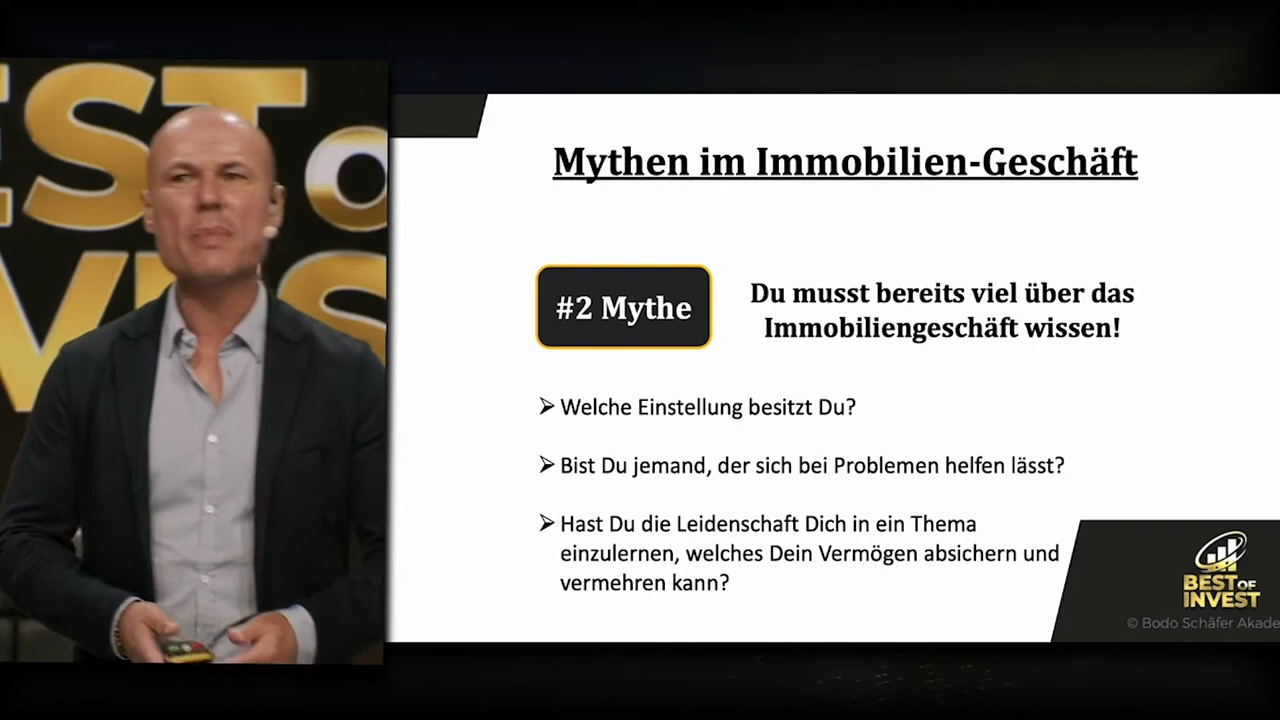 EST OF
Mythen im Immobilien-Geschäft
#2 Mythe
Du musst bereits viel über das
Immobiliengeschäft wissen!
➢ Welche Einstellung besitzt Du?
➢ Bist Du jemand, der sich bei Problemen helfen lässt?
➢ Hast Du die Leidenschaft Dich in ein Thema
einzulernen, welches Dein Vermögen absichern und
vermehren kann?
BEST OF
INVEST
© Bodo Schäfer Akade